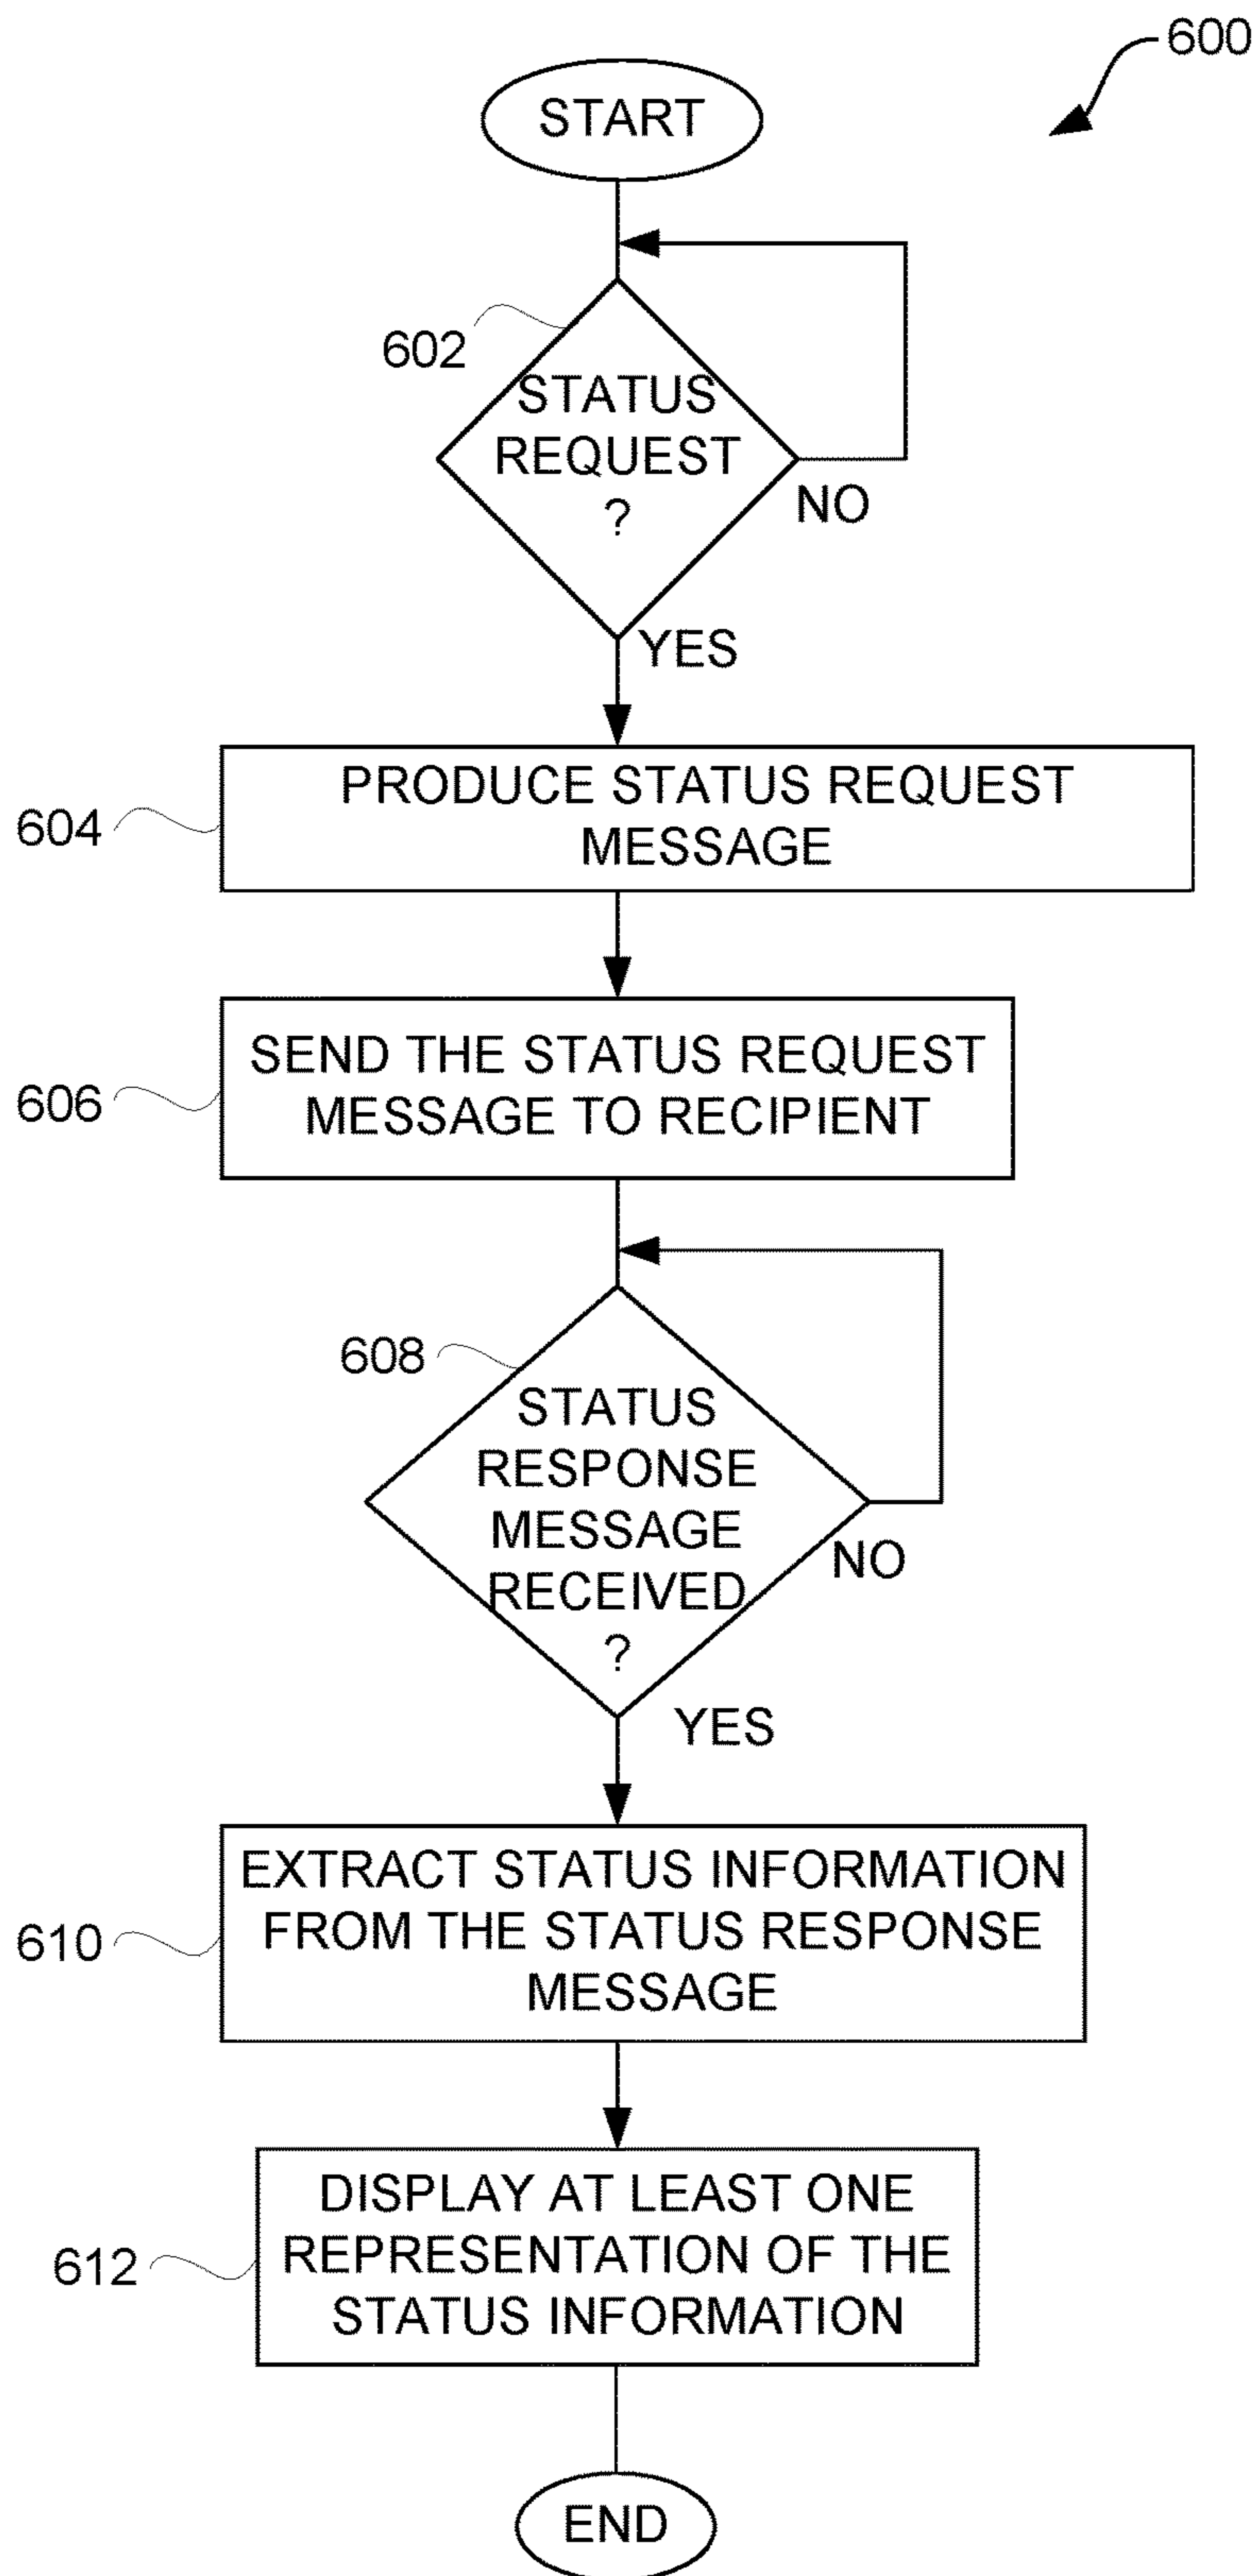 600
START
602
STATUS
REQUEST
?
NO
YES
604
PRODUCE STATUS REQUEST
MESSAGE
606
SEND THE STATUS REQUEST
MESSAGE TO RECIPIENT
608
STATUS
RESPONSE
MESSAGE
RECEIVED
?
NO
YES
610
EXTRACT STATUS INFORMATION
FROM THE STATUS RESPONSE
MESSAGE
612
DISPLAY AT LEAST ONE
REPRESENTATION OF THE
STATUS INFORMATION
END